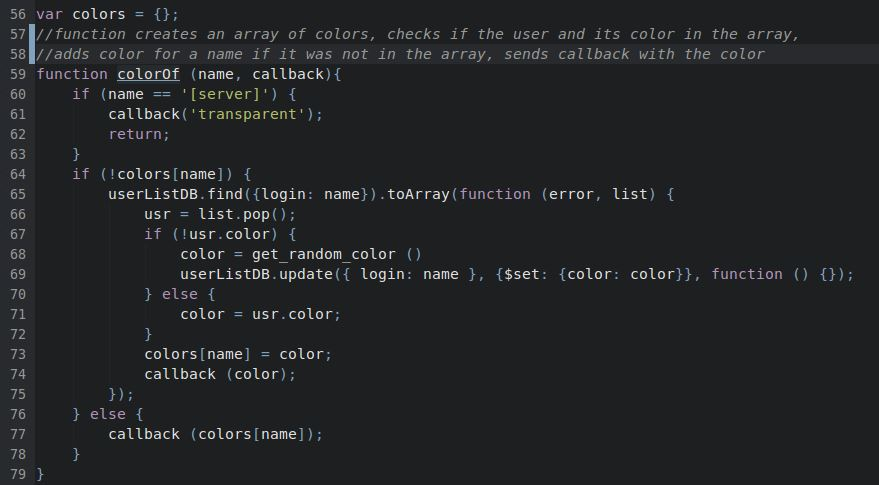 56 var colors = {};
57 //function creates an array of colors, checks if the user and its color in the array,
58 //adds color for a name if it was not in the array, sends callback with the color
59 function colorOf (name, callback){
60     if (name == '[server]') {
61         callback('transparent');
62         return;
63     }
64     if (!colors[name]) {
65         userListDB.find({login: name}).toArray(function (error, list) {
66             usr = list.pop();
67             if (!usr.color) {
68                 color = get_random_color ()
69                 userListDB.update({ login: name }, {$set: {color: color}}, function () {});
70             } else {
71                 color = usr.color;
72             }
73             colors[name] = color;
74             callback (color);
75         });
76     } else {
77         callback (colors[name]);
78     }
79 }